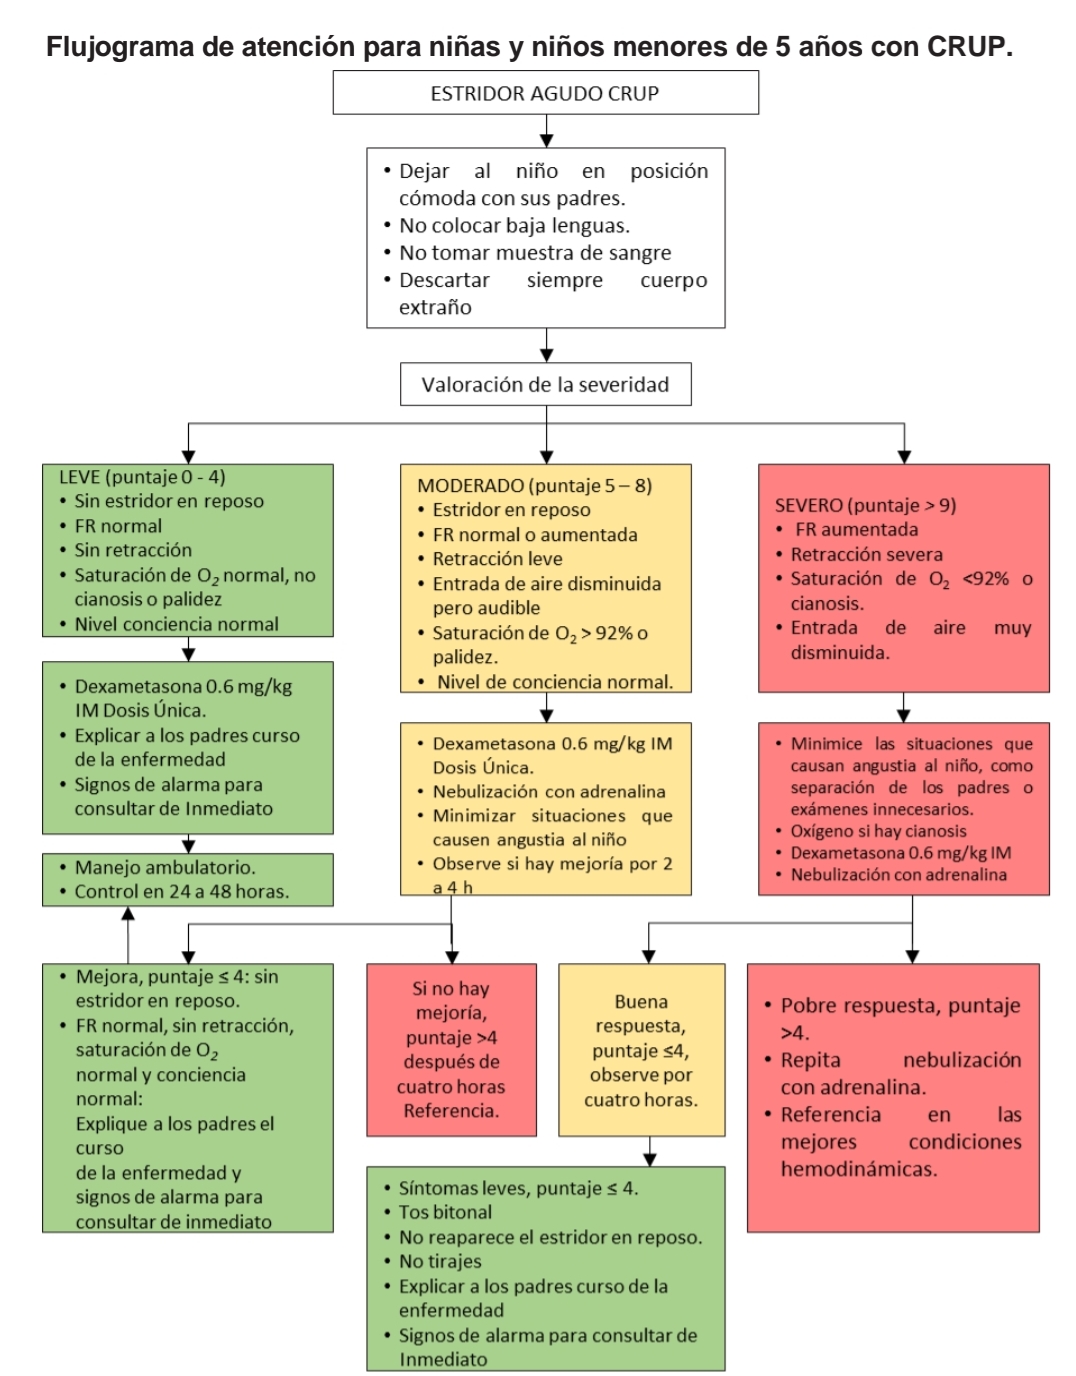 Flujograma de atención para niñas y niños menores de 5 años con CRUP.
ESTRIDOR AGUDO CRUP
• Dejar al niño en posición
cómoda con sus padres.
• No colocar baja lenguas.
• No tomar muestra de sangre
• Descartar siempre cuerpo
extraño
Valoración de la severidad
LEVE (puntaje 0 - 4)
• Sin estridor en reposo
• FR normal
• Sin retracción
• Saturación de O₂ normal, no
cianosis o palidez
• Nivel conciencia normal
MODERADO (puntaje 5 – 8)
• Estridor en reposo
• FR normal o aumentada
• Retracción leve
• Entrada de aire disminuida
pero audible
• Saturación de O₂ > 92% o
palidez.
• Nivel de conciencia normal.
SEVERO (puntaje > 9)
• FR aumentada
• Retracción severa
• Saturación de O₂ <92% o
cianosis.
• Entrada de aire muy
disminuida.
• Dexametasona 0.6 mg/kg
IM Dosis Única.
• Explicar a los padres curso
de la enfermedad
• Signos de alarma para
consultar de Inmediato
• Dexametasona 0.6 mg/kg IM
Dosis Única.
• Nebulización con adrenalina
• Minimizar situaciones que
causen angustia al niño
• Observe si hay mejoría por 2
a 4 h
• Minimice las situaciones que
causan angustia al niño, como
separación de los padres o
exámenes innecesarios.
• Oxígeno si hay cianosis
• Dexametasona 0.6 mg/kg IM
• Nebulización con adrenalina
• Manejo ambulatorio.
• Control en 24 a 48 horas.
• Mejora, puntaje ≤ 4: sin
estridor en reposo.
• FR normal, sin retracción,
saturación de O₂
normal y conciencia
normal:
Explique a los padres el
curso
de la enfermedad y
signos de alarma para
consultar de inmediato
Si no hay
mejoría,
puntaje >4
después de
cuatro horas
Referencia.
Buena
respuesta,
puntaje ≤4,
observe por
cuatro horas.
• Pobre respuesta, puntaje
>4.
• Repita nebulización
con adrenalina.
• Referencia en las
mejores condiciones
hemodinámicas.
• Síntomas leves, puntaje ≤ 4.
• Tos bitonal
• No reaparece el estridor en reposo.
• No tirajes
• Explicar a los padres curso de la
enfermedad
• Signos de alarma para consultar de
Inmediato